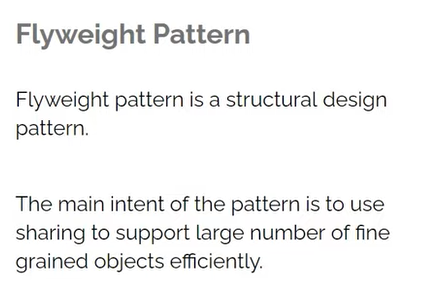 Flyweight Pattern
Flyweight pattern is a structural design
pattern.
The main intent of the pattern is to use
sharing to support large number of fine
grained objects efficiently.